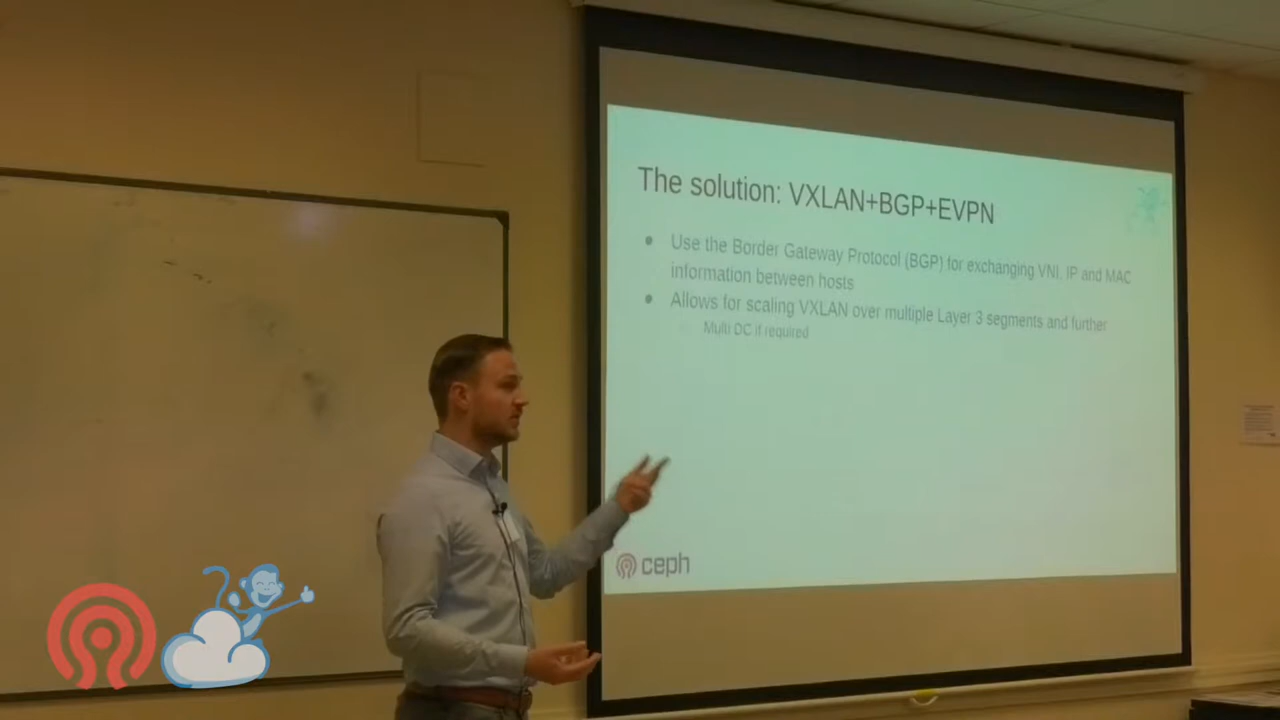 The solution: VXLAN+BGP+EVPN
Use the Border Gateway Protocol (BGP) for exchanging VNI, IP and MAC
information between hosts
Allows for scaling VXLAN over multiple Layer 3 segments and further
Multi DC if required
ceph